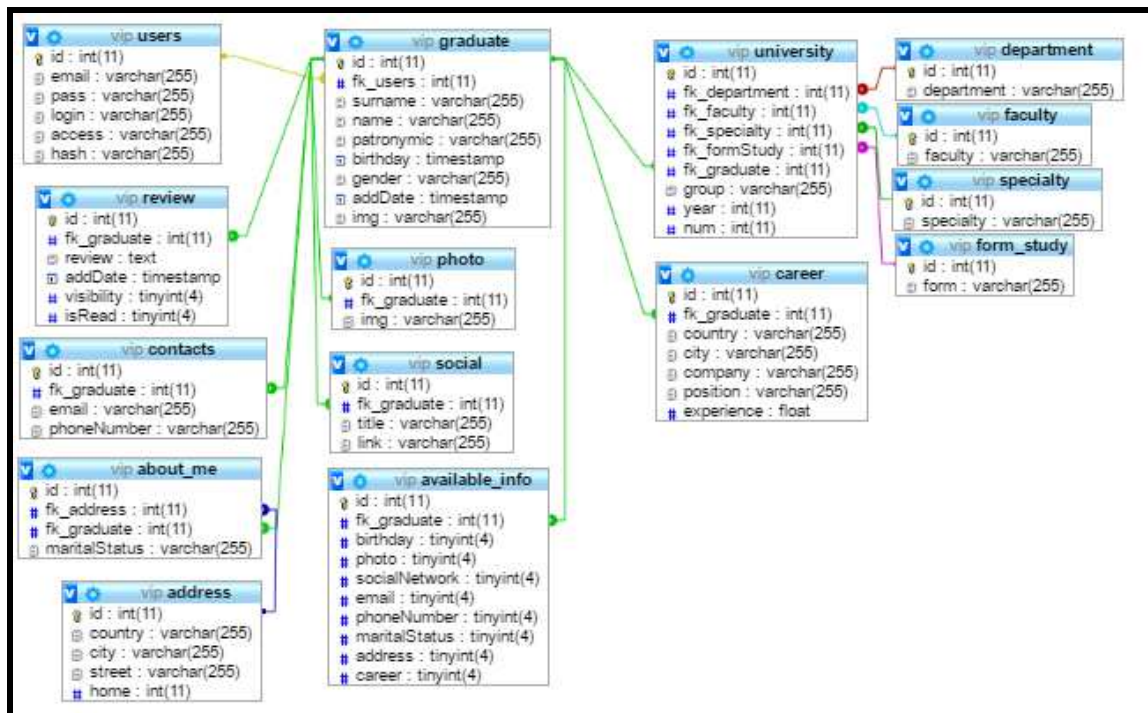 vip users
id : int(11)
email : varchar(255)
pass : varchar(255)
login : varchar(255)
access : varchar(255)
hash : varchar(255)
vip review
id : int(11)
fk_graduate : int(11)
review : text
addDate : timestamp
visibility : tinyint(4)
isRead : tinyint(4)
vip contacts
id : int(11)
fk_graduate : int(11)
email : varchar(255)
phoneNumber : varchar(255)
vip about_me
id : int(11)
fk_address : int(11)
fk_graduate : int(11)
maritalStatus : varchar(255)
vip address
id : int(11)
country : varchar(255)
city : varchar(255)
street : varchar(255)
home : int(11)
vip graduate
id : int(11)
fk_users : int(11)
surname : varchar(255)
name : varchar(255)
patronymic : varchar(255)
birthday : timestamp
gender : varchar(255)
addDate : timestamp
img : varchar(255)
vip photo
id : int(11)
fk_graduate : int(11)
img : varchar(255)
vip social
id : int(11)
fk_graduate : int(11)
title : varchar(255)
link : varchar(255)
vip available_info
id : int(11)
fk_graduate : int(11)
birthday : tinyint(4)
photo : tinyint(4)
socialNetwork : tinyint(4)
email : tinyint(4)
phoneNumber : tinyint(4)
maritalStatus : tinyint(4)
address : tinyint(4)
career : tinyint(4)
vip university
id : int(11)
fk_department : int(11)
fk_faculty : int(11)
fk_specialty : int(11)
fk_formStudy : int(11)
fk_graduate : int(11)
group : varchar(255)
year : int(11)
num : int(11)
vip career
id : int(11)
fk_graduate : int(11)
country : varchar(255)
city : varchar(255)
company : varchar(255)
position : varchar(255)
experience : float
vip department
id : int(11)
department : varchar(255)
vip faculty
id : int(11)
faculty : varchar(255)
vip specialty
id : int(11)
specialty : varchar(255)
vip form_study
id : int(11)
form : varchar(255)